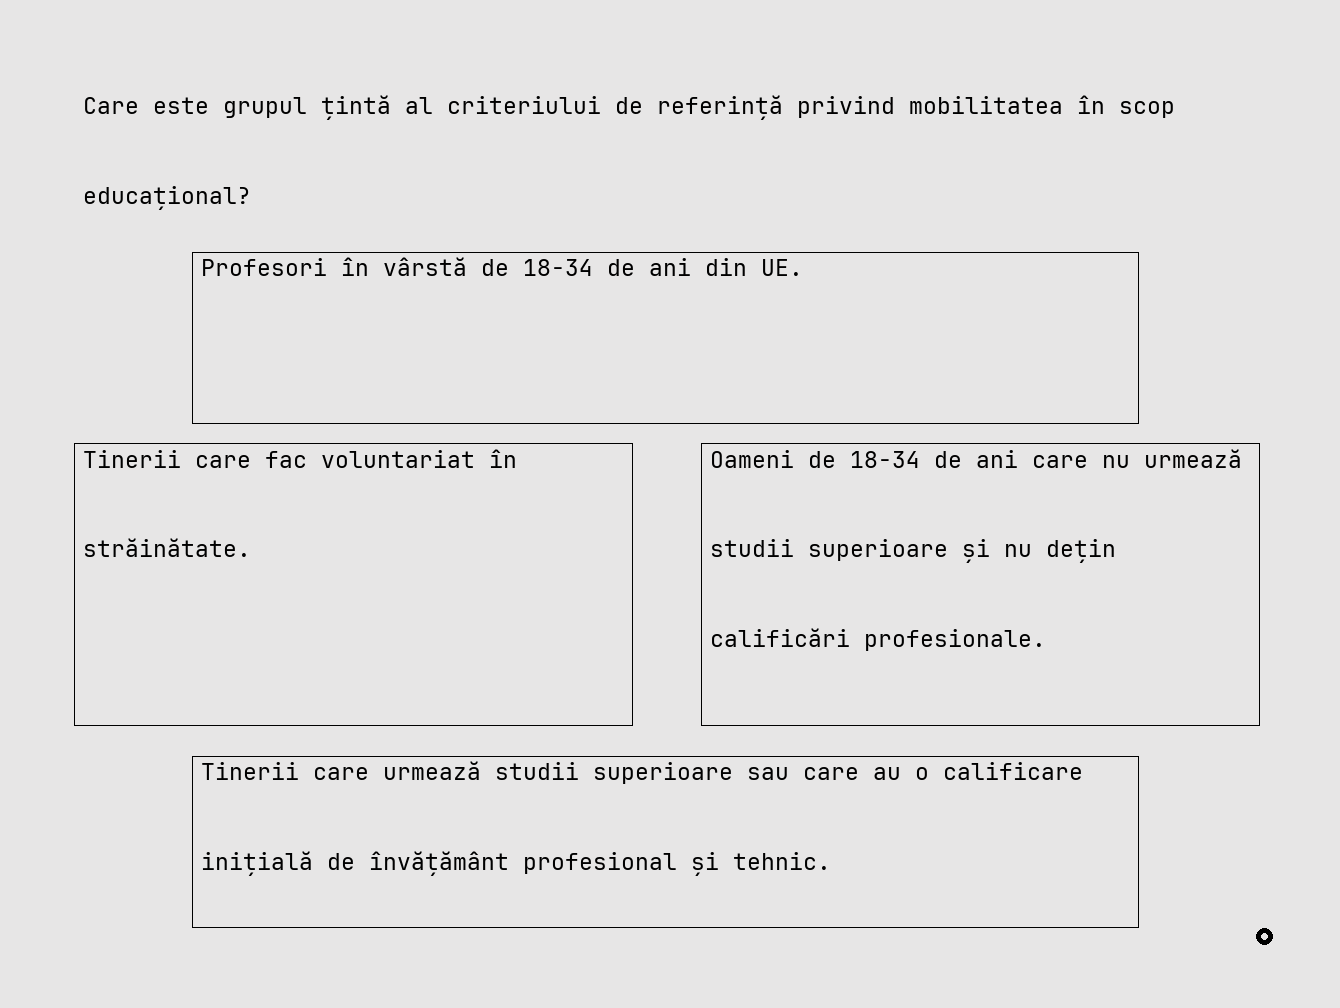 Care este grupul țintă al criteriului de referință privind mobilitatea în scop
educațional?
Profesori în vârstă de 18-34 de ani din UE.
Tinerii care fac voluntariat în
străinătate.
Oameni de 18-34 de ani care nu urmează
studii superioare și nu dețin
calificări profesionale.
Tinerii care urmează studii superioare sau care au o calificare
inițială de învățământ profesional și tehnic.